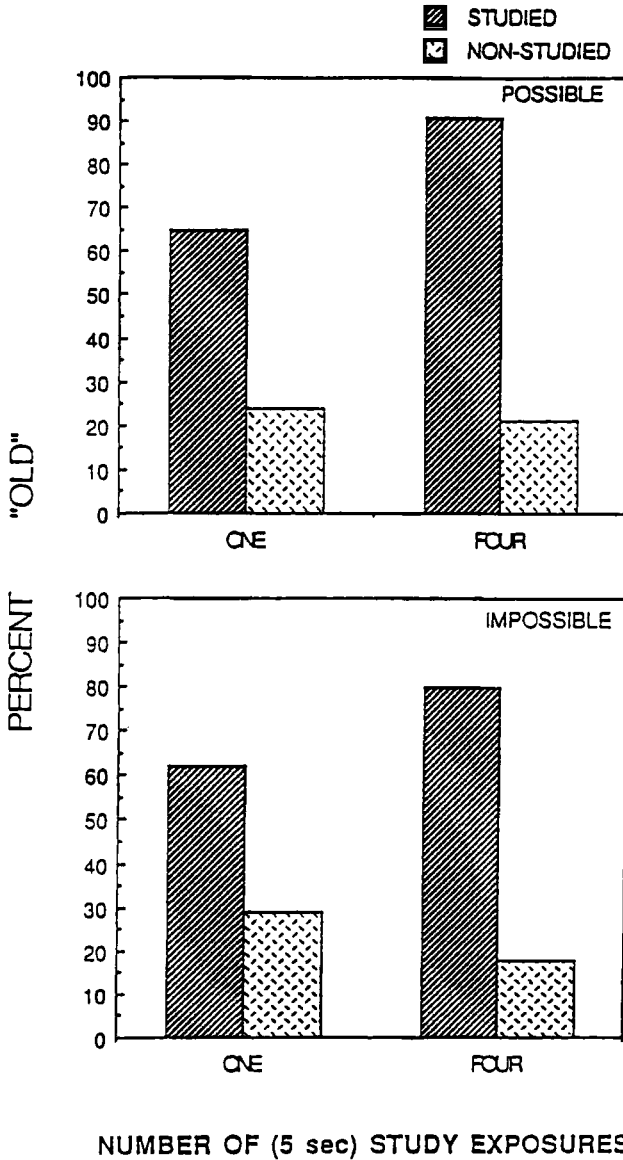 STUDIED
NON-STUDIED
POSSIBLE
100
90
80
70
60
50
40
30
20
10
0
ONE FOUR
PERCENT "OLD"
IMPOSSIBLE
100
90
80
70
60
50
40
30
20
10
0
ONE FOUR
NUMBER OF (5 sec) STUDY EXPOSURES